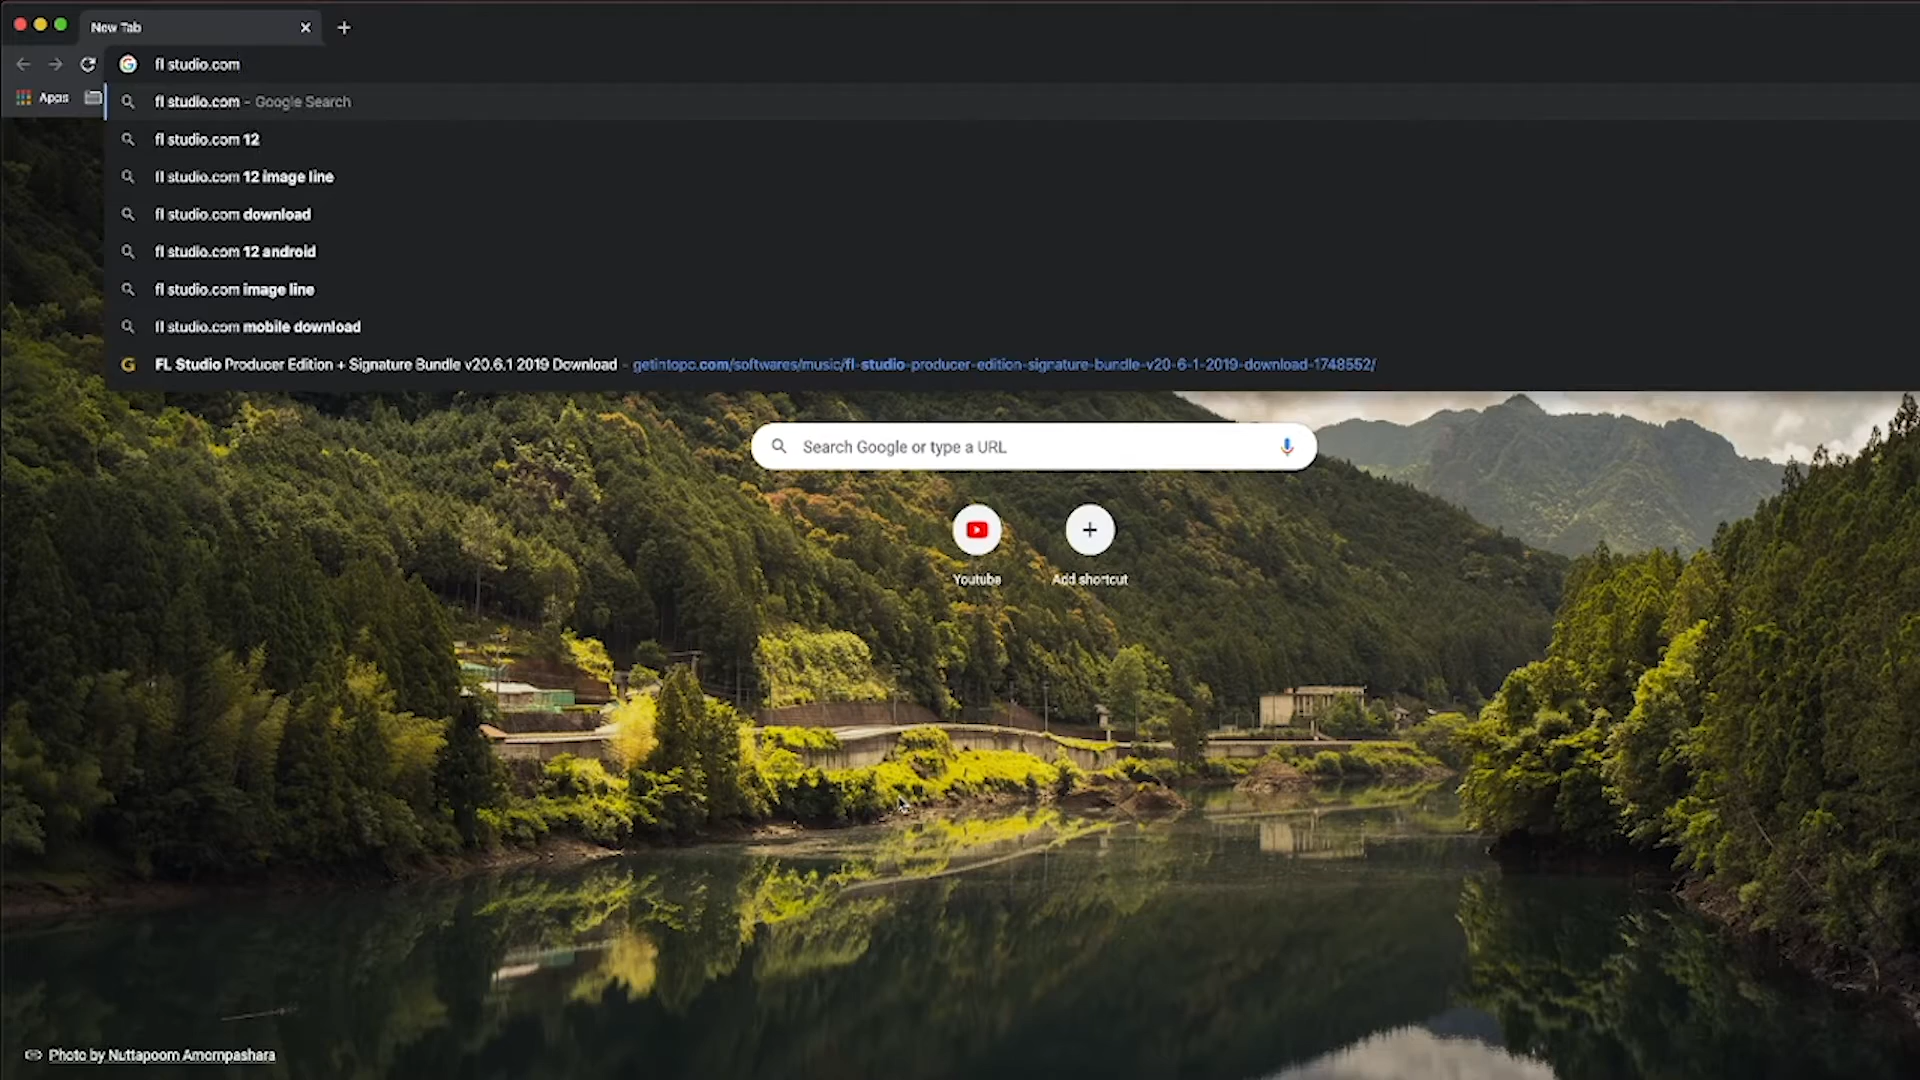 New Tab
fl studio.com
Apps
fl studio.com - Google Search
fl studio.com 12
fl studio.com 12 image line
fl studio.com download
fl studio.com 12 android
fl studio.com image line
fl studio.com mobile download
FL Studio Producer Edition + Signature Bundle v20.6.1 2019 Download - getintopc.com/softwares/music/fl-studio-producer-edition-signature-bundle-v20-6-1-2019-download-1748552/
Search Google or type a URL
Youtube
Add shortcut
Photo by Nuttapoom Amornpashara